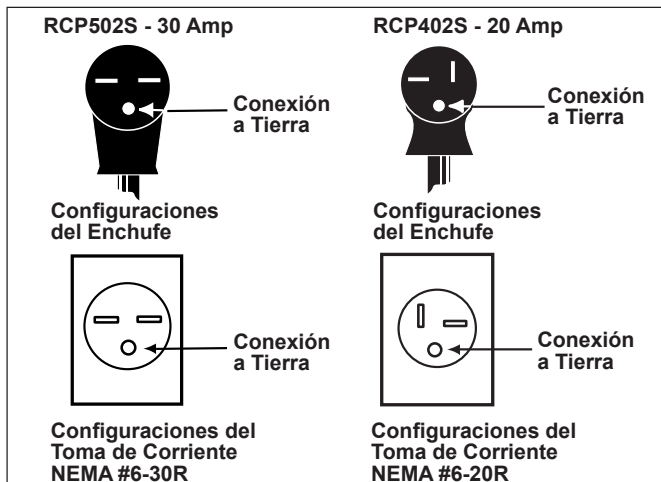 RCP502S - 30 Amp
Conexión
a Tierra
Configuraciones
del Enchufe
Conexión
a Tierra
Configuraciones del
Toma de Corriente
NEMA #6-30R
RCP402S - 20 Amp
Conexión
a Tierra
Configuraciones
del Enchufe
Conexión
a Tierra
Configuraciones del
Toma de Corriente
NEMA #6-20R